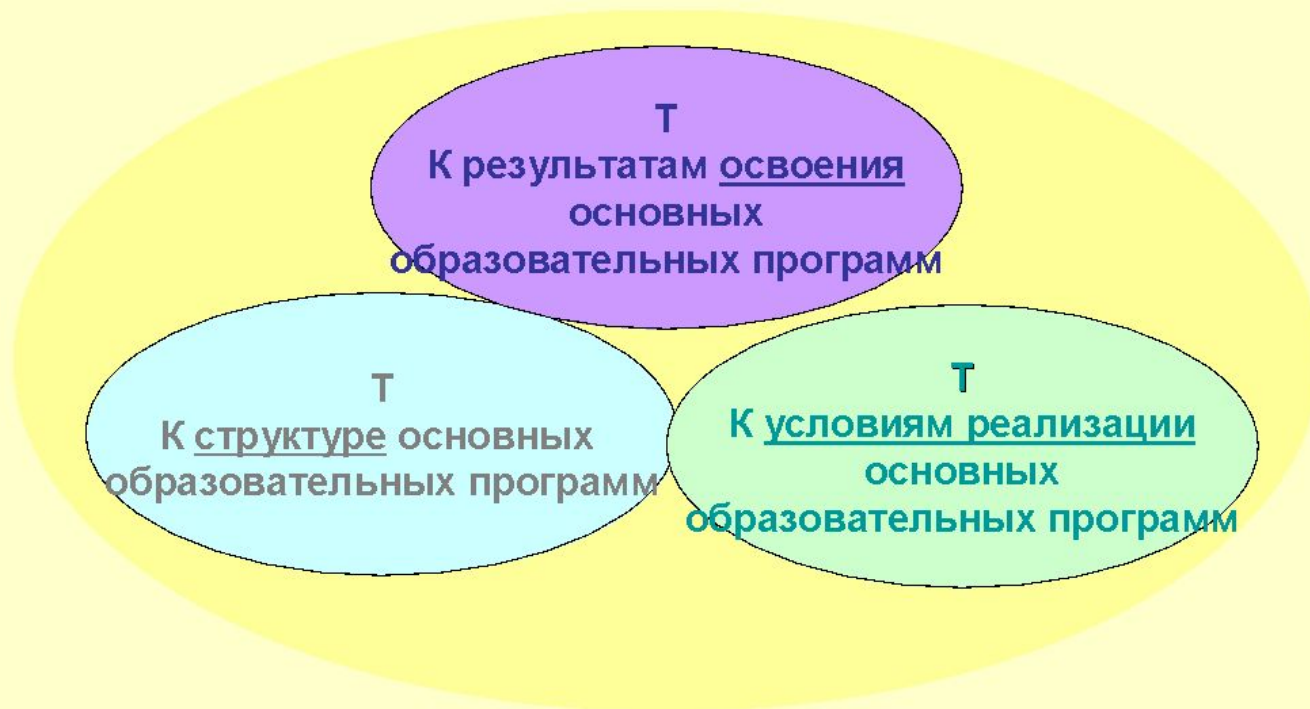 Т
К результатам освоения
основных
образовательных программ
Т
К структуре основных
образовательных программ
Т
К условиям реализации
основных
образовательных программ